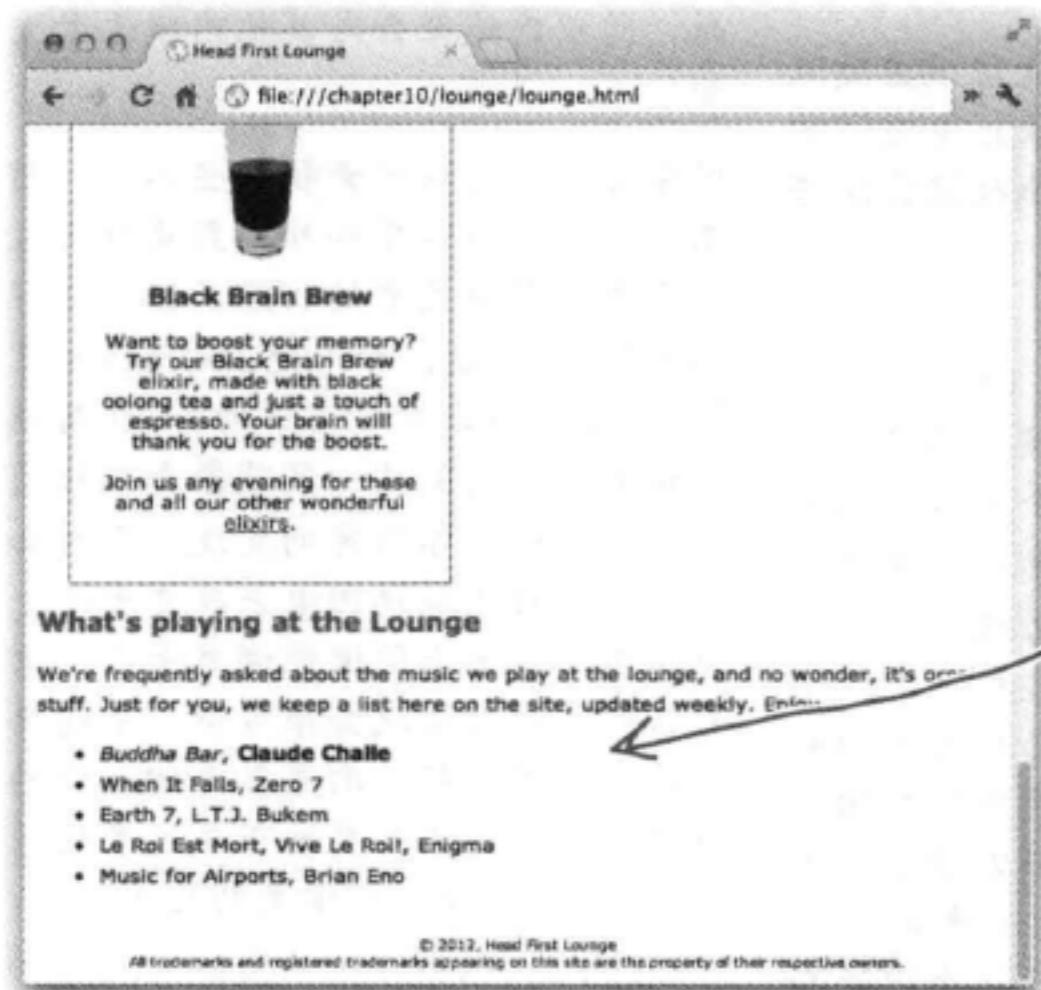 Head First Lounge
file:///chapter10/lounge/lounge.html
Black Brain Brew
Want to boost your memory?
Try our Black Brain Brew
elixir, made with black
oolong tea and just a touch of
espresso. Your brain will
thank you for the boost.
Join us any evening for these
and all our other wonderful
elixirs.
What's playing at the Lounge
We're frequently asked about the music we play at the lounge, and no wonder, it's
stuff. Just for you, we keep a list here on the site, updated weekly. Enjoy
• Buddha Bar, Claude Challe
• When It Falls, Zero 7
• Earth 7, L.T.J. Bukem
• Le Roi Est Mort, Vive Le Roi!, Enigma
• Music for Airports, Brian Eno
© 2012, Head First Lounge
All trademarks and registered trademarks appearing on this site are the property of their respective owners.